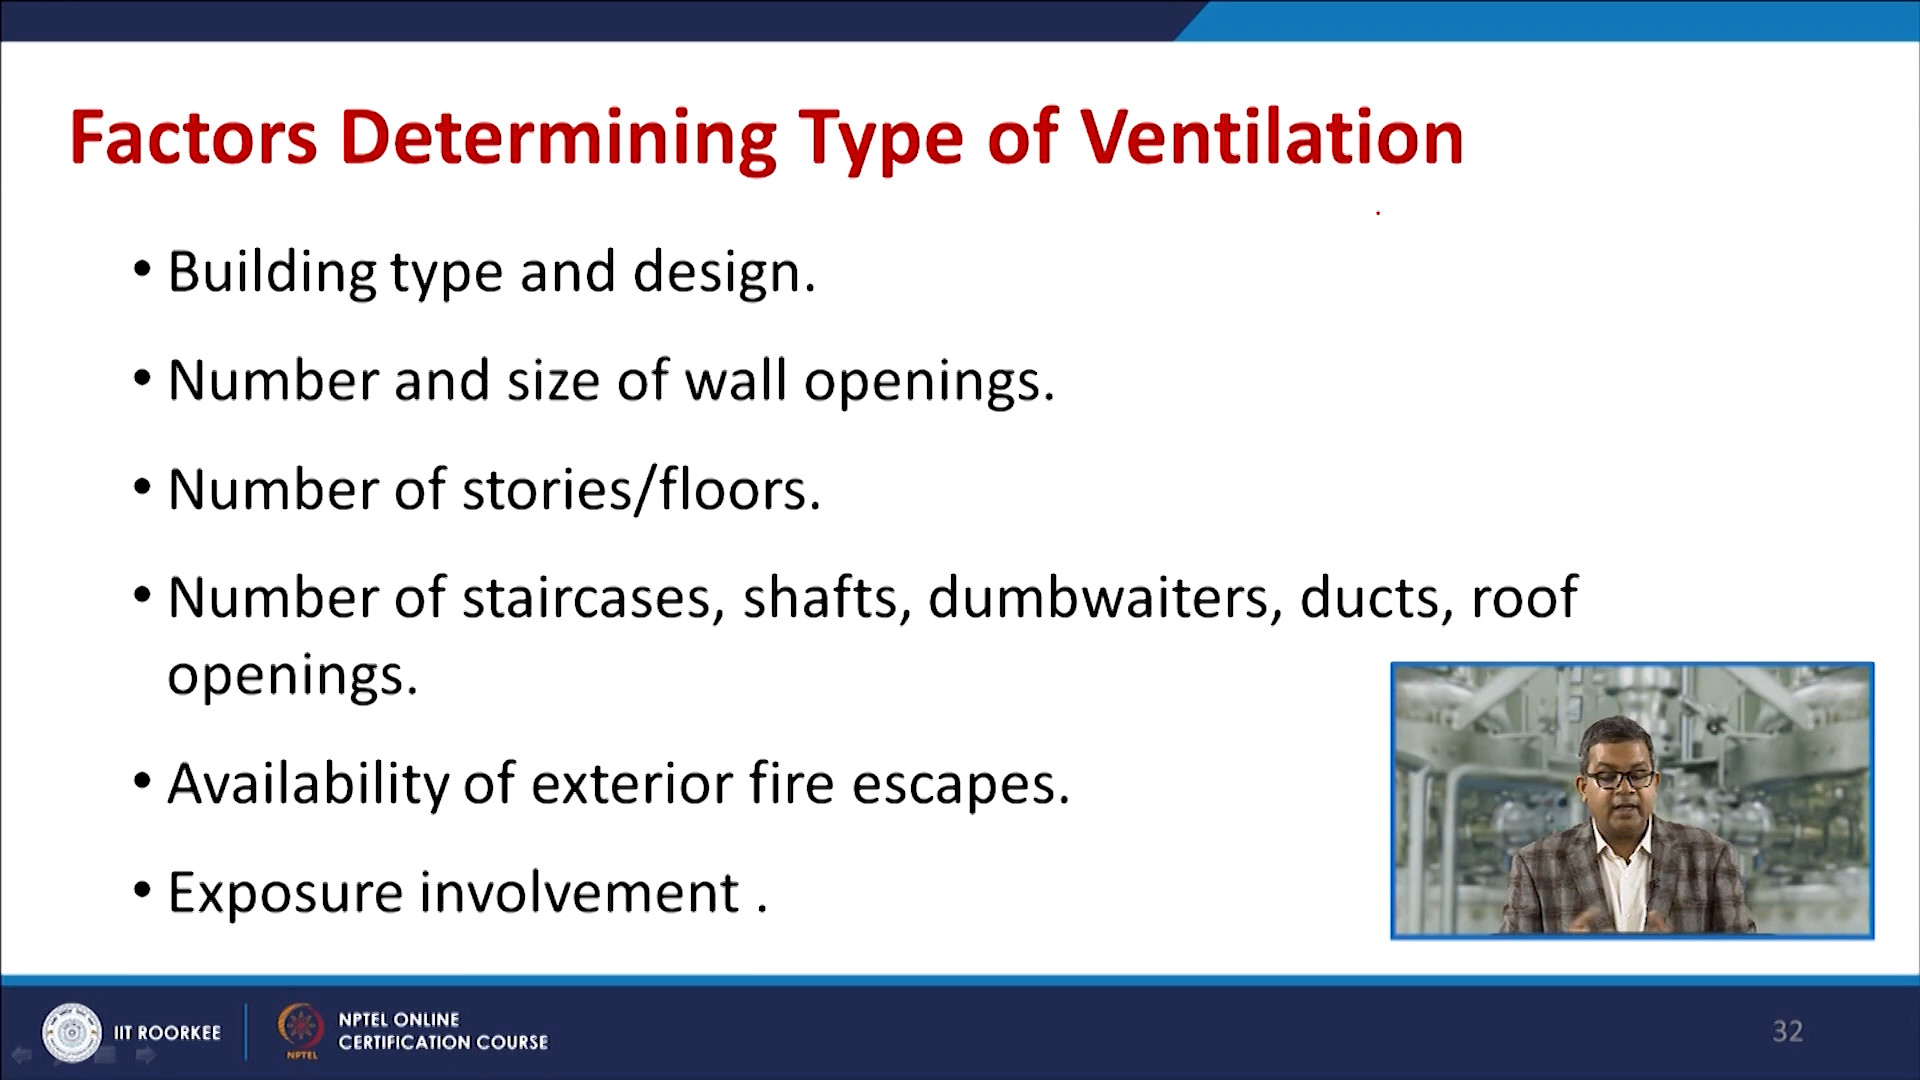 Factors Determining Type of Ventilation
• Building type and design.
• Number and size of wall openings.
• Number of stories/floors.
• Number of staircases, shafts, dumbwaiters, ducts, roof
openings.
• Availability of exterior fire escapes.
• Exposure involvement .
IIT ROORKEE
NPTEL
NPTEL ONLINE
CERTIFICATION COURSE
32